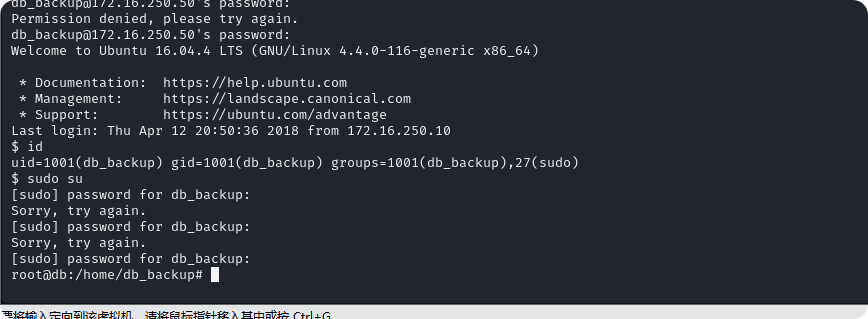 db_backup@172.16.250.50's password:
Permission denied, please try again.
db_backup@172.16.250.50's password:
Welcome to Ubuntu 16.04.4 LTS (GNU/Linux 4.4.0-116-generic x86_64)
* Documentation:  https://help.ubuntu.com
* Management:     https://landscape.canonical.com
* Support:        https://ubuntu.com/advantage
Last login: Thu Apr 12 20:50:36 2018 from 172.16.250.10
$ id
uid=1001(db_backup) gid=1001(db_backup) groups=1001(db_backup),27(sudo)
$ sudo su
[sudo] password for db_backup:
Sorry, try again.
[sudo] password for db_backup:
Sorry, try again.
[sudo] password for db_backup:
root@db:/home/db_backup#
要将输入定向到该虚拟机，请将鼠标指针移入其中或按 Ctrl+G